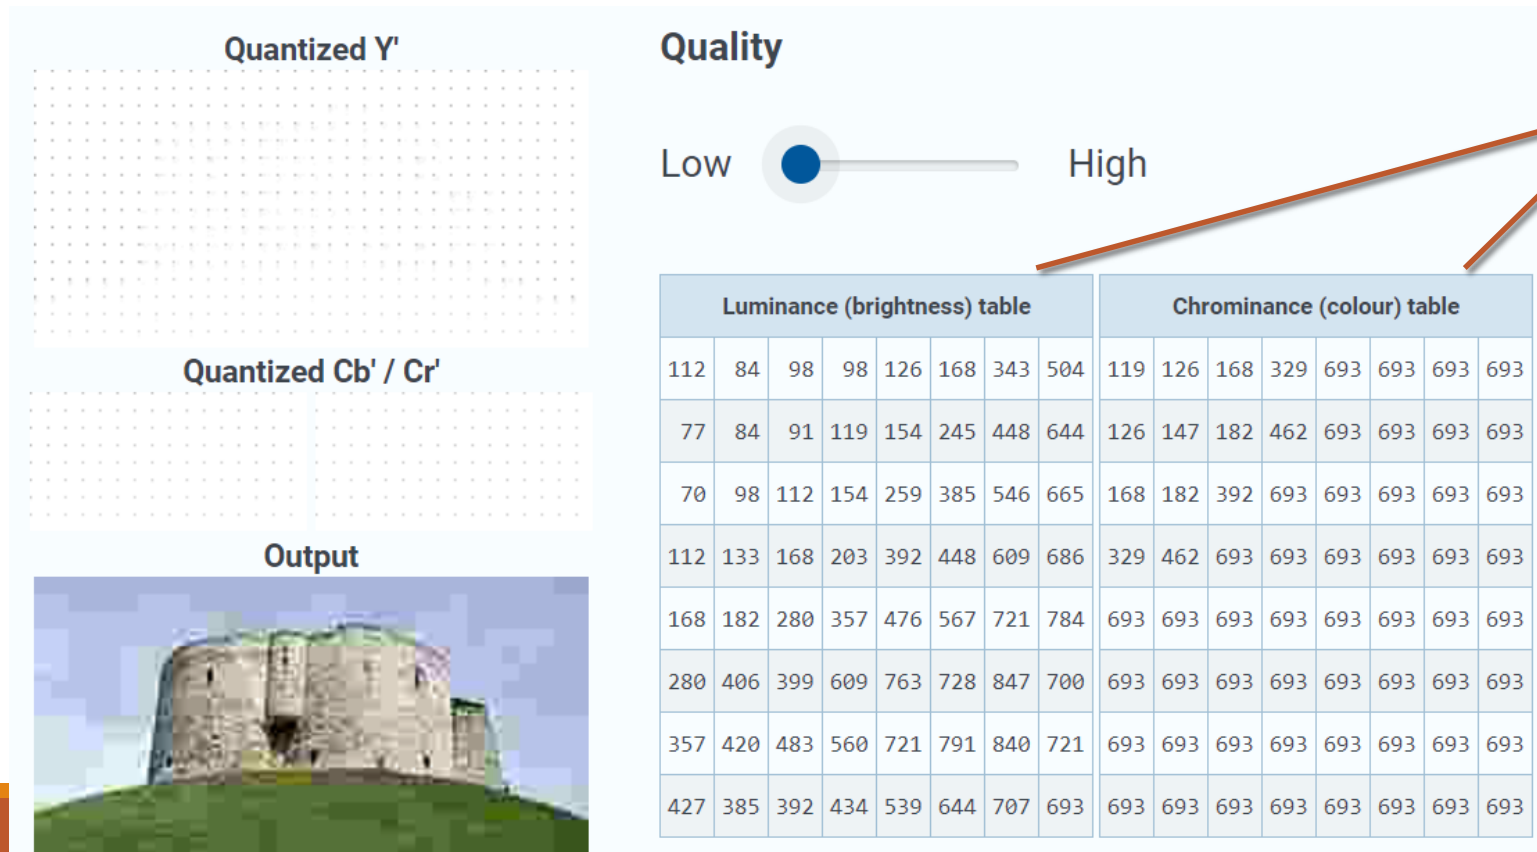 Quantized Y'
Quantized Cb' / Cr'
Output
Quality
Low High
Luminance (brightness) table
112 84 98 98 126 168 343 504
77 84 91 119 154 245 448 644
70 98 112 154 259 385 546 665
112 133 168 203 392 448 609 686
168 182 280 357 476 567 721 784
280 406 399 609 763 728 847 700
357 420 483 560 721 791 840 721
427 385 392 434 539 644 707 693
Chrominance (colour) table
119 126 168 329 693 693 693 693
126 147 182 462 693 693 693 693
168 182 392 693 693 693 693 693
329 462 693 693 693 693 693 693
693 693 693 693 693 693 693 693
693 693 693 693 693 693 693 693
693 693 693 693 693 693 693 693
693 693 693 693 693 693 693 693